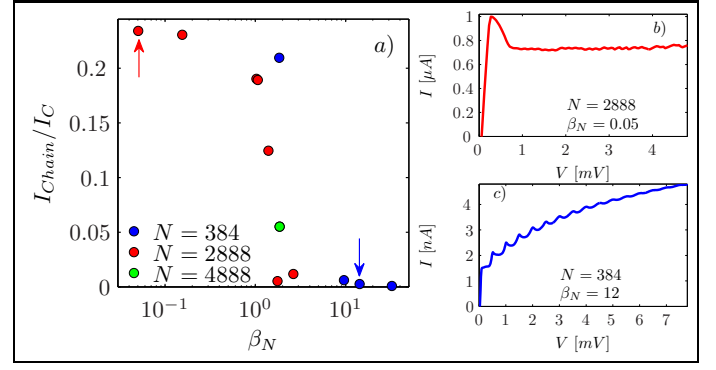 a)
0.2
0.15
0.1
0.05
0
I_{Chain}/I_C
N = 384
N = 2888
N = 4888
10^{-1} 10^0 10^1
β_N
b)
1
0.8
0.6
0.4
0.2
0
I [μA]
N = 2888
β_N = 0.05
0 1 2 3 4
V [mV]
c)
4
3
2
1
0
I [nA]
N = 384
β_N = 12
0 1 2 3 4 5 6 7
V [mV]